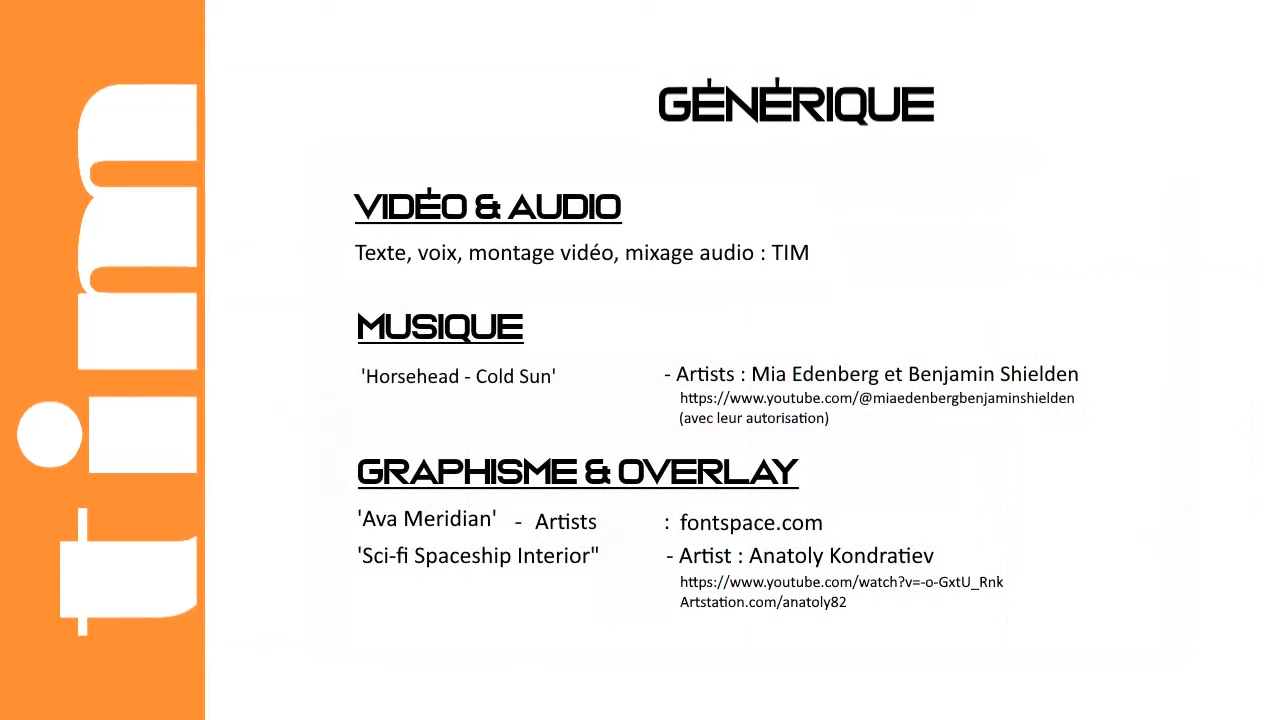 tim
GÉNÉRIQUE
VIDÉO & AUDIO
Texte, voix, montage vidéo, mixage audio : TIM
MUSIQUE
'Horsehead - Cold Sun' - Artists : Mia Edenberg et Benjamin Shielden
https://www.youtube.com/@miaedenbergbenjaminshielden
(avec leur autorisation)
GRAPHISME & OVERLAY
'Ava Meridian' - Artists : fontspace.com
'Sci-fi Spaceship Interior" - Artist : Anatoly Kondratiev
https://www.youtube.com/watch?v=-o-GxtU_Rnk
Artstation.com/anatoly82